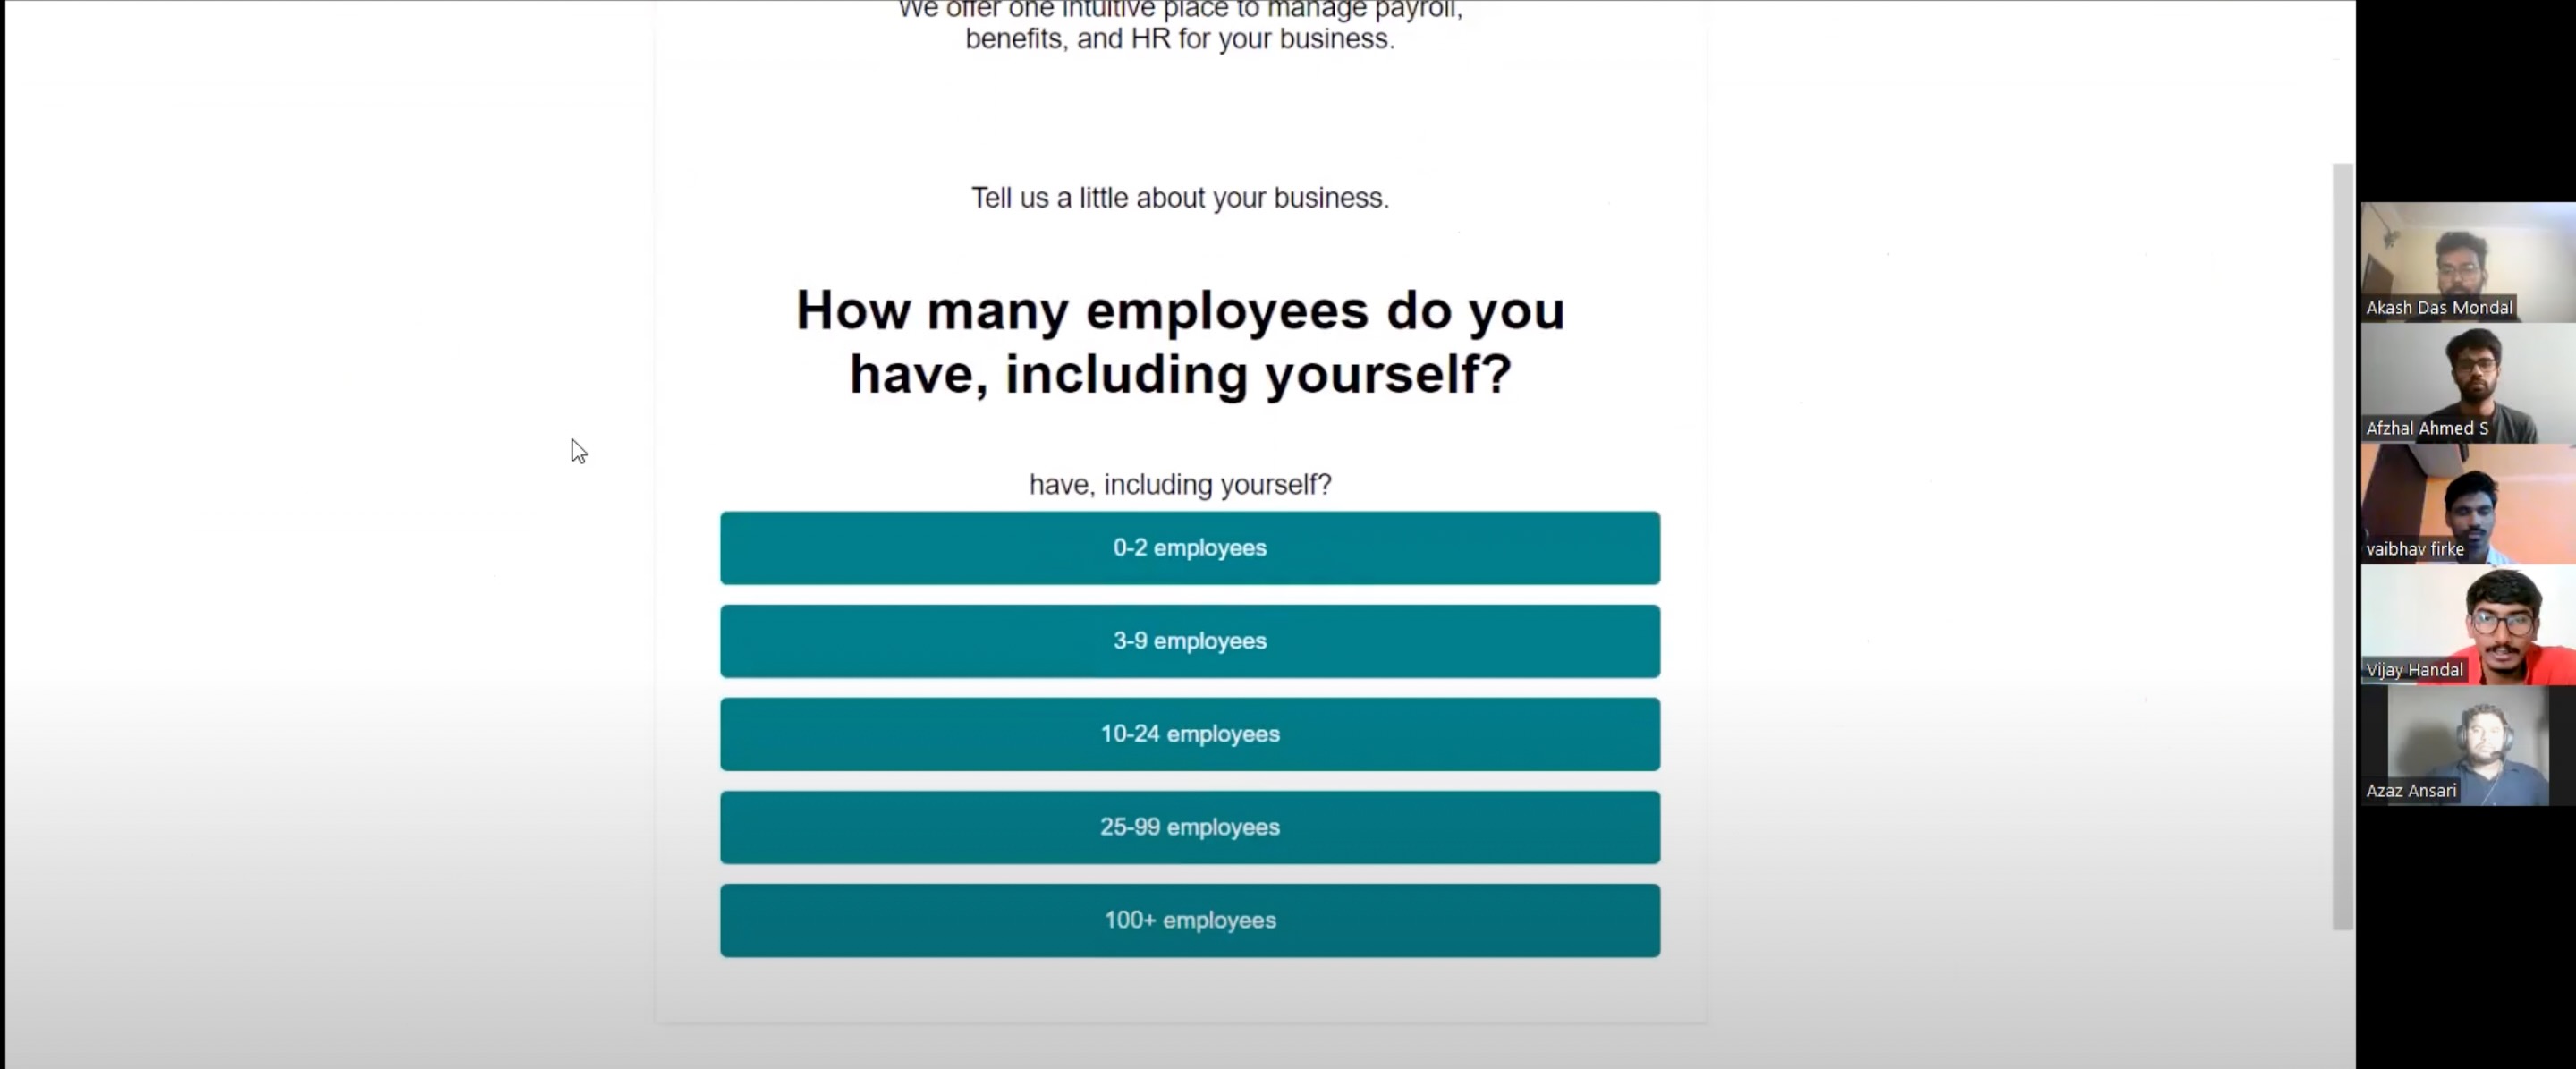 We offer one intuitive place to manage payroll,
benefits, and HR for your business.
Tell us a little about your business.
How many employees do you
have, including yourself?
have, including yourself?
0-2 employees
3-9 employees
10-24 employees
25-99 employees
100+ employees
Akash Das Mondal
Afzhal Ahmed S
vaibhav firke
Vijay Handal
Azaz Ansari